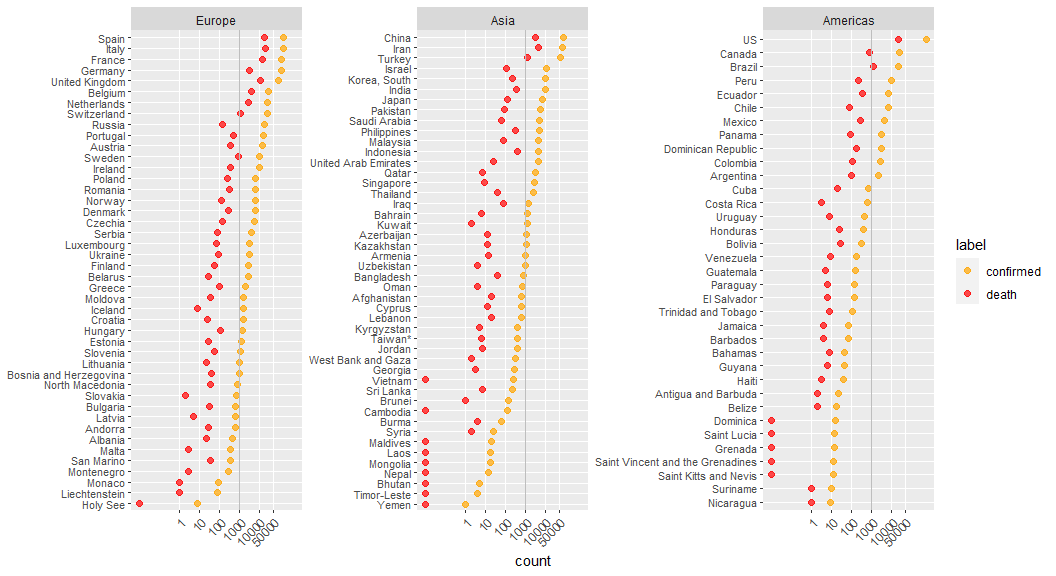 Europe
Spain
Italy
France
Germany
United Kingdom
Belgium
Netherlands
Switzerland
Russia
Portugal
Austria
Sweden
Ireland
Poland
Romania
Norway
Denmark
Czechia
Serbia
Luxembourg
Ukraine
Finland
Belarus
Greece
Moldova
Iceland
Croatia
Hungary
Estonia
Slovenia
Lithuania
Bosnia and Herzegovina
North Macedonia
Slovakia
Bulgaria
Latvia
Andorra
Albania
Malta
San Marino
Montenegro
Monaco
Liechtenstein
Holy See
1
10
100
1000
10000
50000
Asia
China
Iran
Turkey
Israel
Korea, South
India
Japan
Pakistan
Saudi Arabia
Philippines
Malaysia
Indonesia
United Arab Emirates
Qatar
Singapore
Thailand
Iraq
Bahrain
Kuwait
Azerbaijan
Kazakhstan
Armenia
Uzbekistan
Bangladesh
Oman
Afghanistan
Cyprus
Lebanon
Kyrgyzstan
Taiwan*
Jordan
West Bank and Gaza
Georgia
Vietnam
Sri Lanka
Brunei
Cambodia
Burma
Syria
Maldives
Laos
Mongolia
Nepal
Bhutan
Timor-Leste
Yemen
1
10
100
1000
10000
50000
Americas
US
Canada
Brazil
Peru
Ecuador
Chile
Mexico
Panama
Dominican Republic
Colombia
Argentina
Cuba
Costa Rica
Uruguay
Honduras
Bolivia
Venezuela
Guatemala
Paraguay
El Salvador
Trinidad and Tobago
Jamaica
Barbados
Bahamas
Guyana
Haiti
Antigua and Barbuda
Belize
Dominica
Saint Lucia
Grenada
Saint Vincent and the Grenadines
Saint Kitts and Nevis
Suriname
Nicaragua
1
10
100
1000
10000
50000
count
label
confirmed
death